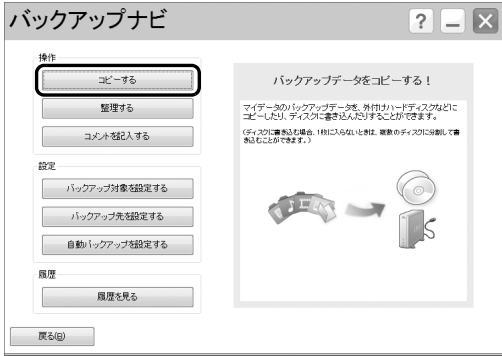 バックアップナビ
?
操作
コピーする
整理する
コメントを記入する
設定
バックアップ対象を設定する
バックアップ先を設定する
自動バックアップを設定する
履歴
履歴を見る
戻る(B)
バックアップデータをコピーする！
マイデータのバックアップデータを、外付けハードディスクなどに
コピーしたり、ディスクに書き込んだりすることができます。
(ディスクに書き込む場合、1枚に入らないときは、複数のディスクに分割して書
き込むことができます。)